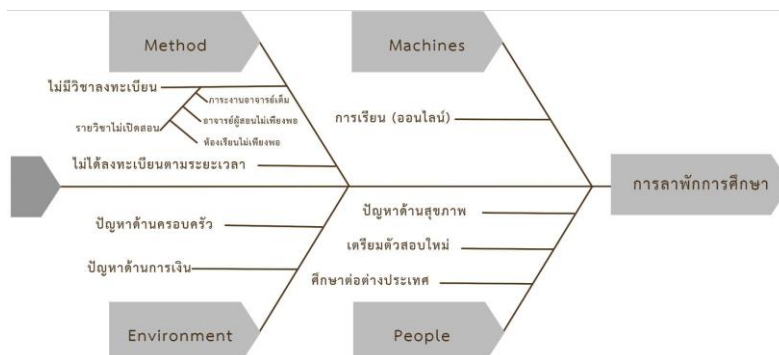 Method
Machines
ไม่มีวิชาลงทะเบียน
ภาระงานอาจารย์เต็ม
อาจารย์ผู้สอนไม่เพียงพอ
รายวิชาไม่เปิดสอน
ห้องเรียนไม่เพียงพอ
ไม่ได้ลงทะเบียนตามระยะเวลา
การเรียน (ออนไลน์)
การลาพักการศึกษา
ปัญหาด้านครอบครัว
ปัญหาด้านการเงิน
ปัญหาด้านสุขภาพ
เตรียมตัวสอบใหม่
ศึกษาต่อต่างประเทศ
Environment
People